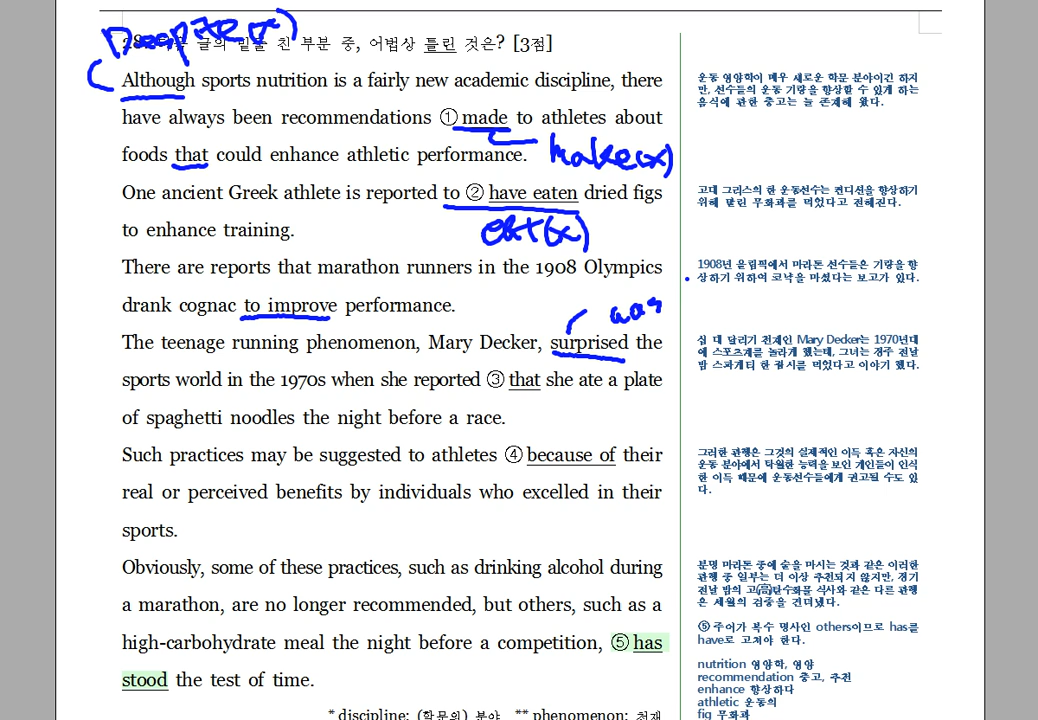 Despite(x)
28. 다음 글의 밑줄 친 부분 중, 어법상 틀린 것은? [3점]
Although sports nutrition is a fairly new academic discipline, there
have always been recommendations ① made to athletes about
foods that could enhance athletic performance.
make(x)
One ancient Greek athlete is reported to ② have eaten dried figs
to enhance training.
eat(x)
There are reports that marathon runners in the 1908 Olympics
drank cognac to improve performance.
was
The teenage running phenomenon, Mary Decker, surprised the
sports world in the 1970s when she reported ③ that she ate a plate
of spaghetti noodles the night before a race.
Such practices may be suggested to athletes ④ because of their
real or perceived benefits by individuals who excelled in their
sports.
Obviously, some of these practices, such as drinking alcohol during
a marathon, are no longer recommended, but others, such as a
high-carbohydrate meal the night before a competition, ⑤ has
stood the test of time.
* discipline: (학문의) 분야 ** phenomenon: 천재
운동 영양학이 매우 새로운 학문 분야이긴 하지
만, 선수들의 운동 기량을 향상할 수 있게 하는
음식에 관한 충고는 늘 존재해 왔다.
고대 그리스의 한 운동선수는 컨디션을 향상하기
위해 말린 무화과를 먹었다고 전해진다.
1908년 올림픽에서 마라톤 선수들은 기량을 향
상하기 위하여 코냑을 마셨다는 보고가 있다.
십 대 달리기 천재인 Mary Decker는 1970년대
에 스포츠계를 놀라게 했는데, 그녀는 경주 전날
밤 스파게티 한 접시를 먹었다고 이야기 했다.
그러한 관행은 그것의 실제적인 이득 혹은 자신의
운동 분야에서 탁월한 능력을 보인 개인들이 인식
한 이득 때문에 운동선수들에게 권고될 수도 있
다.
분명 마라톤 중에 술을 마시는 것과 같은 이러한
관행 중 일부는 더 이상 추천되지 않지만, 경기
전날 밤의 고(高)탄수화물 식사와 같은 다른 관행
은 세월의 검증을 견뎌냈다.
⑤ 주어가 복수 명사인 others이므로 has를
have로 고쳐야 한다.
nutrition 영양학, 영양
recommendation 충고, 추천
enhance 향상하다
athletic 운동의
fig 무화과